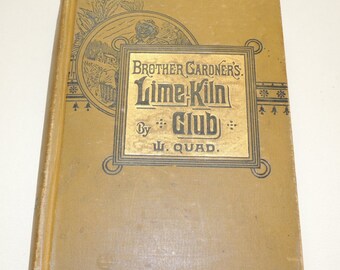 BROTHER GARDNER'S
Lime-Kiln
By Club
W. QUAD.